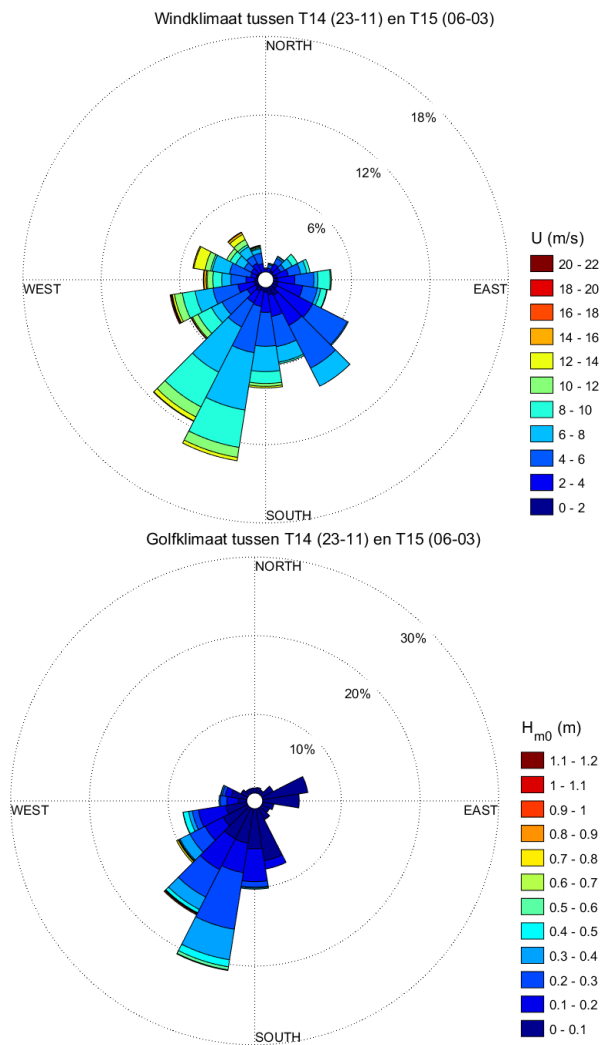 Windklimaat tussen T14 (23-11) en T15 (06-03)
NORTH
18%
12%
6%
WEST
EAST
SOUTH
U (m/s)
20 - 22
18 - 20
16 - 18
14 - 16
12 - 14
10 - 12
8 - 10
6 - 8
4 - 6
2 - 4
0 - 2
Golfklimaat tussen T14 (23-11) en T15 (06-03)
NORTH
30%
20%
10%
WEST
EAST
SOUTH
Hm0 (m)
1.1 - 1.2
1 - 1.1
0.9 - 1
0.8 - 0.9
0.7 - 0.8
0.6 - 0.7
0.5 - 0.6
0.4 - 0.5
0.3 - 0.4
0.2 - 0.3
0.1 - 0.2
0 - 0.1